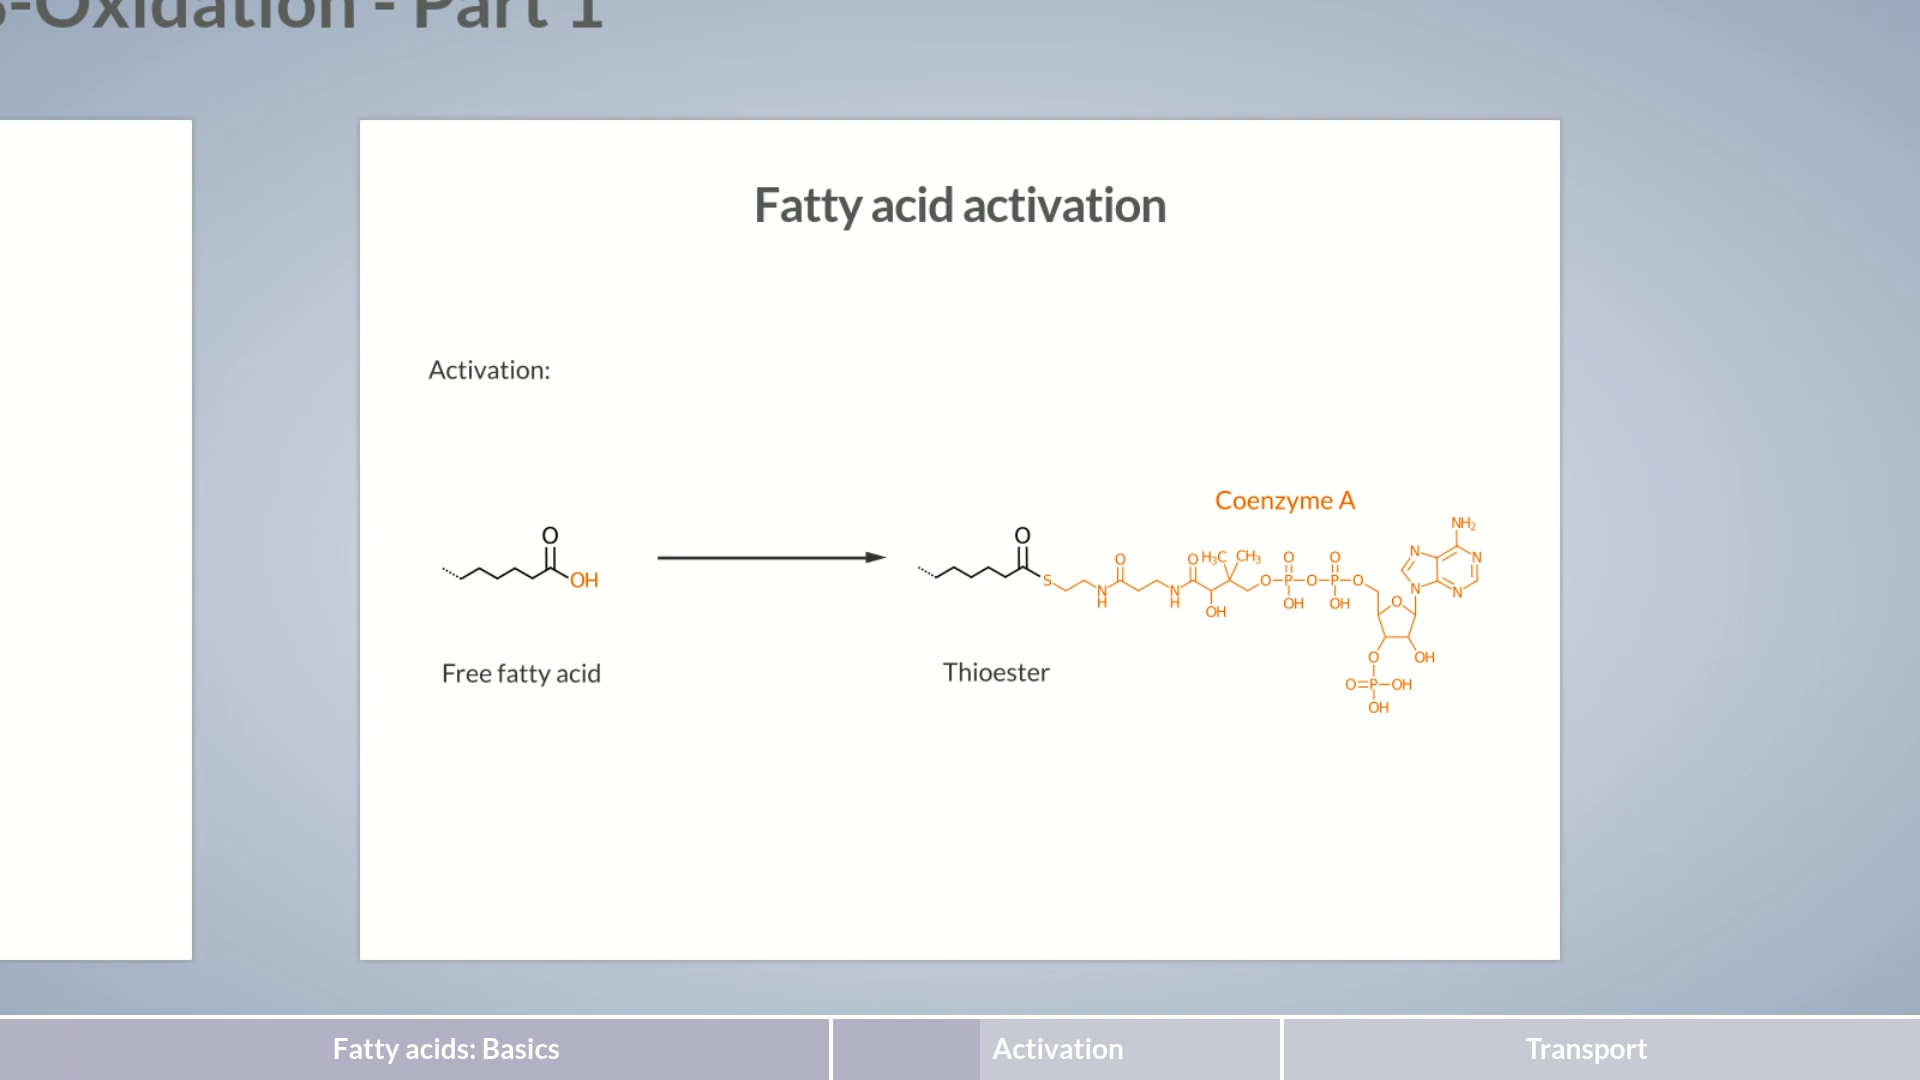 -Oxidation - Part 1
Fatty acid activation
Activation:
Coenzyme A
O
OH
O
S
O
N
H
O
N
H
OH
H₃C CH₃
O
O
P
OH
O
O
P
OH
O
NH₂
N
N
N
N
O
OH
O
O=P-OH
OH
Free fatty acid
Thioester
Fatty acids: Basics
Activation
Transport